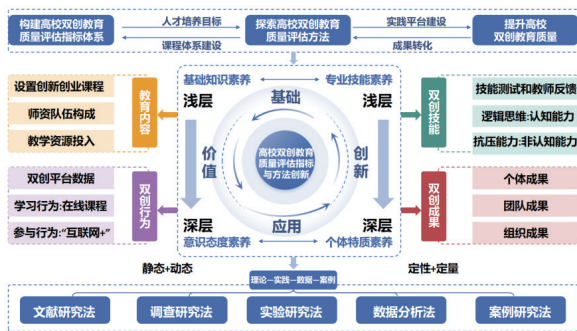 构建高校双创教育
质量评估指标体系
人才培养目标
课程体系建设
探索高校双创教育
质量评估方法
实践平台建设
成果转化
提升高校
双创教育质量
基础知识素养
专业技能素养
设置创新创业课程
师资队伍构成
教学资源投入
教育内容
浅层
基础
浅层
双创技能
技能测试和教师反馈
逻辑思维:认知能力
抗压能力:非认知能力
价值
高校双创教育
质量评估指标
与方法创新
创新
双创平台数据
学习行为:在线课程
参与行为:“互联网+”
双创行为
深层
应用
深层
双创成果
个体成果
团队成果
组织成果
意识态度素养
个体特质素养
静态+动态
理论—实践—数据—案例
定性+定量
文献研究法
调查研究法
实验研究法
数据分析法
案例研究法